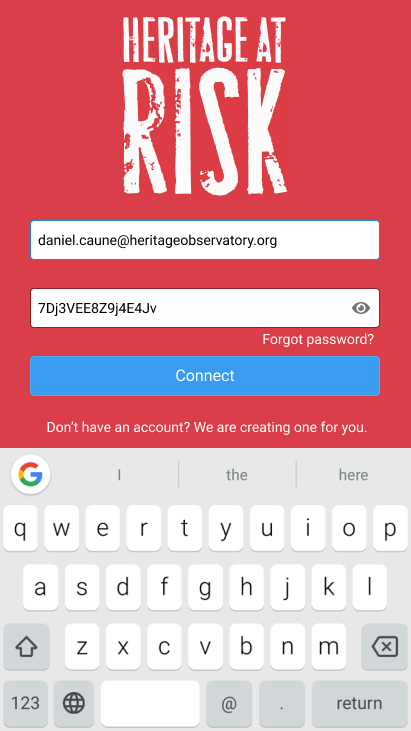 HERITAGE AT
RISK
daniel.caune@heritageobservatory.org
7Dj3VEE8Z9j4E4Jv
Forgot password?
Connect
Don't have an account? We are creating one for you.
G I the here
q w e r t y u i o p
a s d f g h j k l
z x c v b n m
123 @ . return